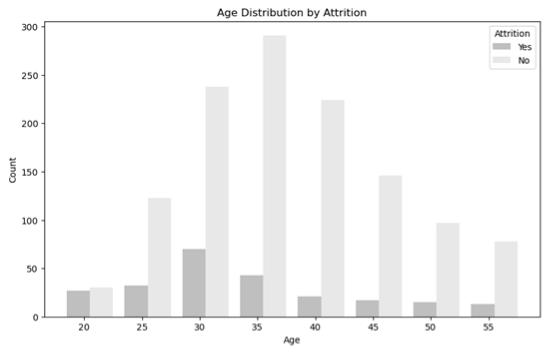 Age Distribution by Attrition
Attrition
Yes
No
300
250
200
150
100
50
0
Count
20 25 30 35 40 45 50 55
Age